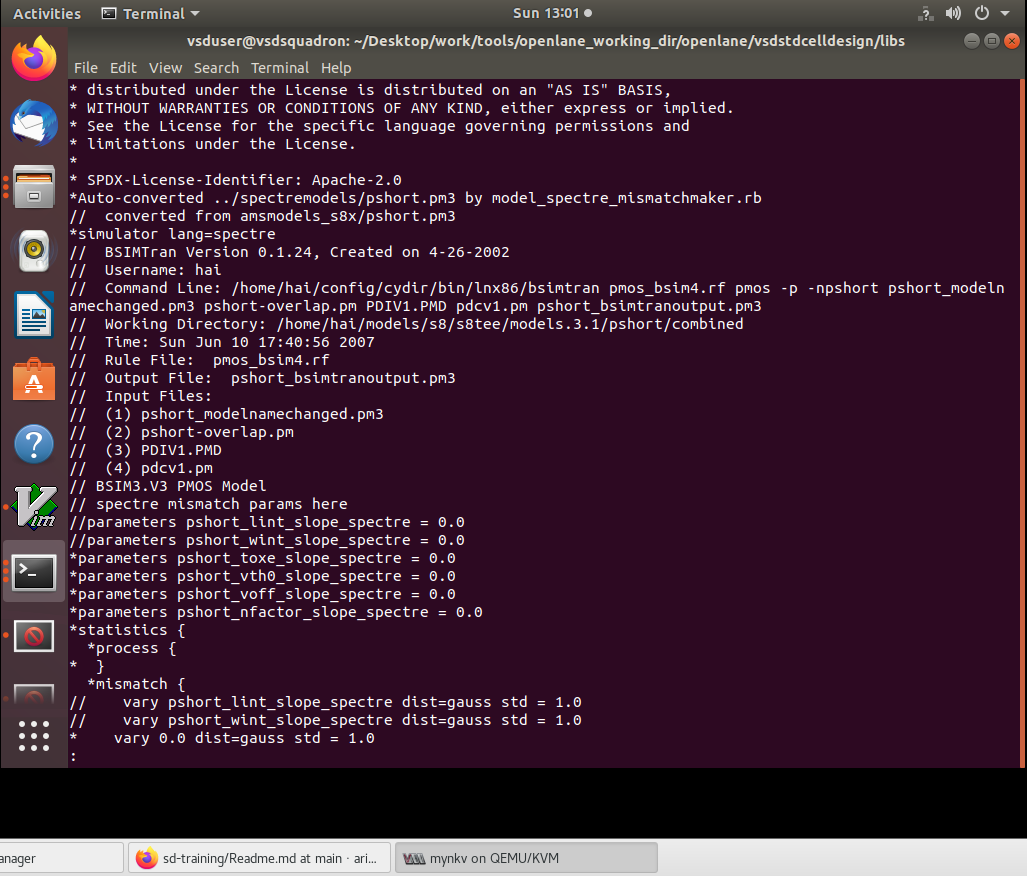 Activities Terminal Sun 13:01
vsduser@vsdsquadron: ~/Desktop/work/tools/openlane_working_dir/openlane/vsdstdcelldesign/libs
File Edit View Search Terminal Help
* distributed under the License is distributed on an "AS IS" BASIS,
* WITHOUT WARRANTIES OR CONDITIONS OF ANY KIND, either express or implied.
* See the License for the specific language governing permissions and
* limitations under the License.
*
* SPDX-License-Identifier: Apache-2.0
*Auto-converted ../spectremodels/pshort.pm3 by model_spectre_mismatchmaker.rb
//  converted from amsmodels_s8x/pshort.pm3
*simulator lang=spectre
//  BSIMTran Version 0.1.24, Created on 4-26-2002
//  Username: hai
//  Command Line: /home/hai/config/cydir/bin/lnx86/bsimtran pmos_bsim4.rf pmos -p -npshort pshort_modeln
amechanged.pm3 pshort-overlap.pm PDIV1.PMD pdcv1.pm pshort_bsimtranoutput.pm3
//  Working Directory: /home/hai/models/s8/s8tee/models.3.1/pshort/combined
//  Time: Sun Jun 10 17:40:56 2007
//  Rule File:  pmos_bsim4.rf
//  Output File:  pshort_bsimtranoutput.pm3
//  Input Files:
//  (1) pshort_modelnamechanged.pm3
//  (2) pshort-overlap.pm
//  (3) PDIV1.PMD
//  (4) pdcv1.pm
// BSIM3.V3 PMOS Model
// spectre mismatch params here
//parameters pshort_lint_slope_spectre = 0.0
//parameters pshort_wint_slope_spectre = 0.0
*parameters pshort_toxe_slope_spectre = 0.0
*parameters pshort_vth0_slope_spectre = 0.0
*parameters pshort_voff_slope_spectre = 0.0
*parameters pshort_nfactor_slope_spectre = 0.0
*statistics {
  *process {
*  }
  *mismatch {
//    vary pshort_lint_slope_spectre dist=gauss std = 1.0
//    vary pshort_wint_slope_spectre dist=gauss std = 1.0
*    vary 0.0 dist=gauss std = 1.0
:
anager sd-training/Readme.md at main · ari... mynkv on QEMU/KVM